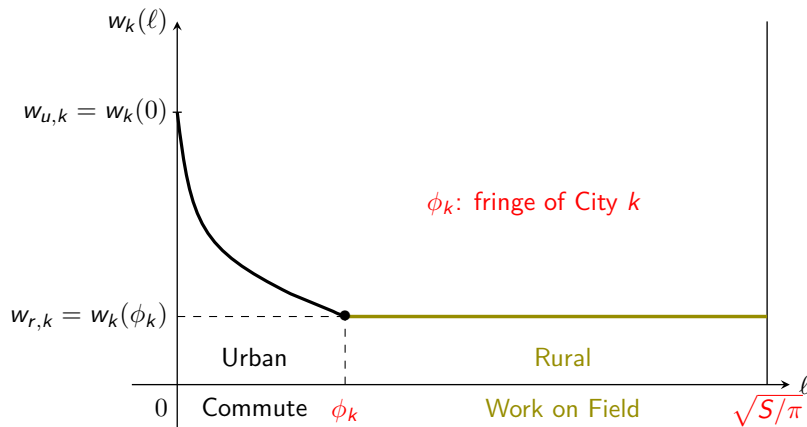 w_k(ℓ)
w_{u,k} = w_k(0)
ϕ_k: fringe of City k
w_{r,k} = w_k(ϕ_k)
Urban Rural
ℓ
0 Commute ϕ_k Work on Field √S/π